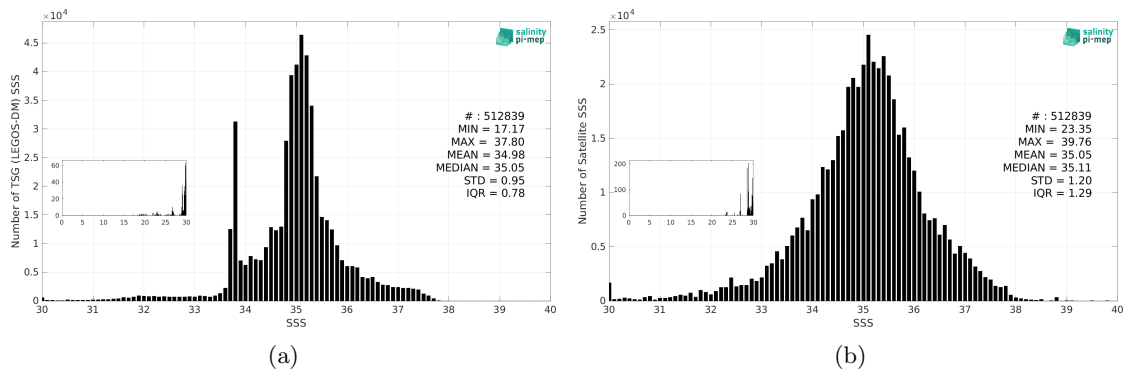 ×10⁴
4.5
4
3.5
3
2.5
2
1.5
1
0.5
0
Number of TSG (LEGOS-DM) SSS
salinity
pi-mep
# : 512839
MIN = 17.17
MAX = 37.80
MEAN = 34.98
MEDIAN = 35.05
STD = 0.95
IQR = 0.78
60
40
20
0
0 5 10 15 20 25 30
30 31 32 33 34 35 36 37 38 39 40
SSS
(a)
×10⁴
2.5
2
1.5
1
0.5
0
Number of Satellite SSS
salinity
pi-mep
# : 512839
MIN = 23.35
MAX = 39.76
MEAN = 35.05
MEDIAN = 35.11
STD = 1.20
IQR = 1.29
200
100
0
0 5 10 15 20 25 30
30 31 32 33 34 35 36 37 38 39 40
SSS
(b)